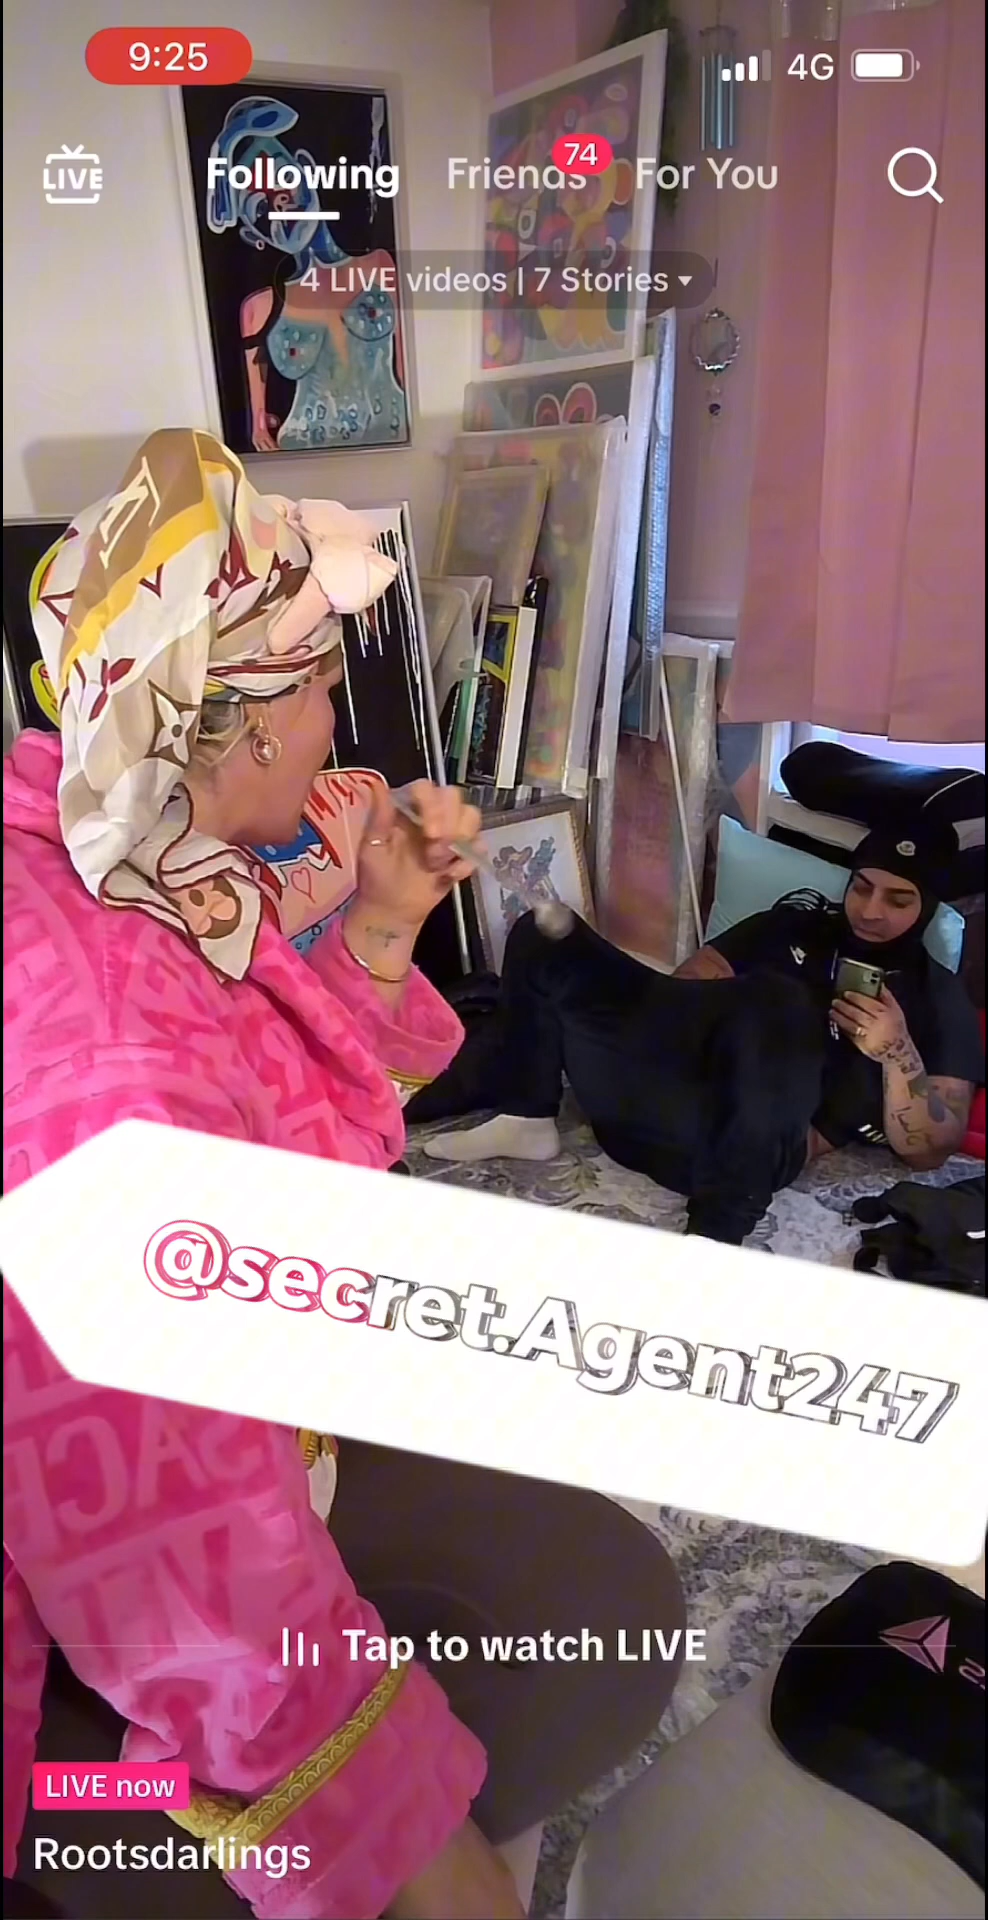 9:25
4G
LIVE
Following
Friends
74
For You
4 LIVE videos | 7 Stories
@secret.Agent247
Tap to watch LIVE
LIVE now
Rootsdarlings